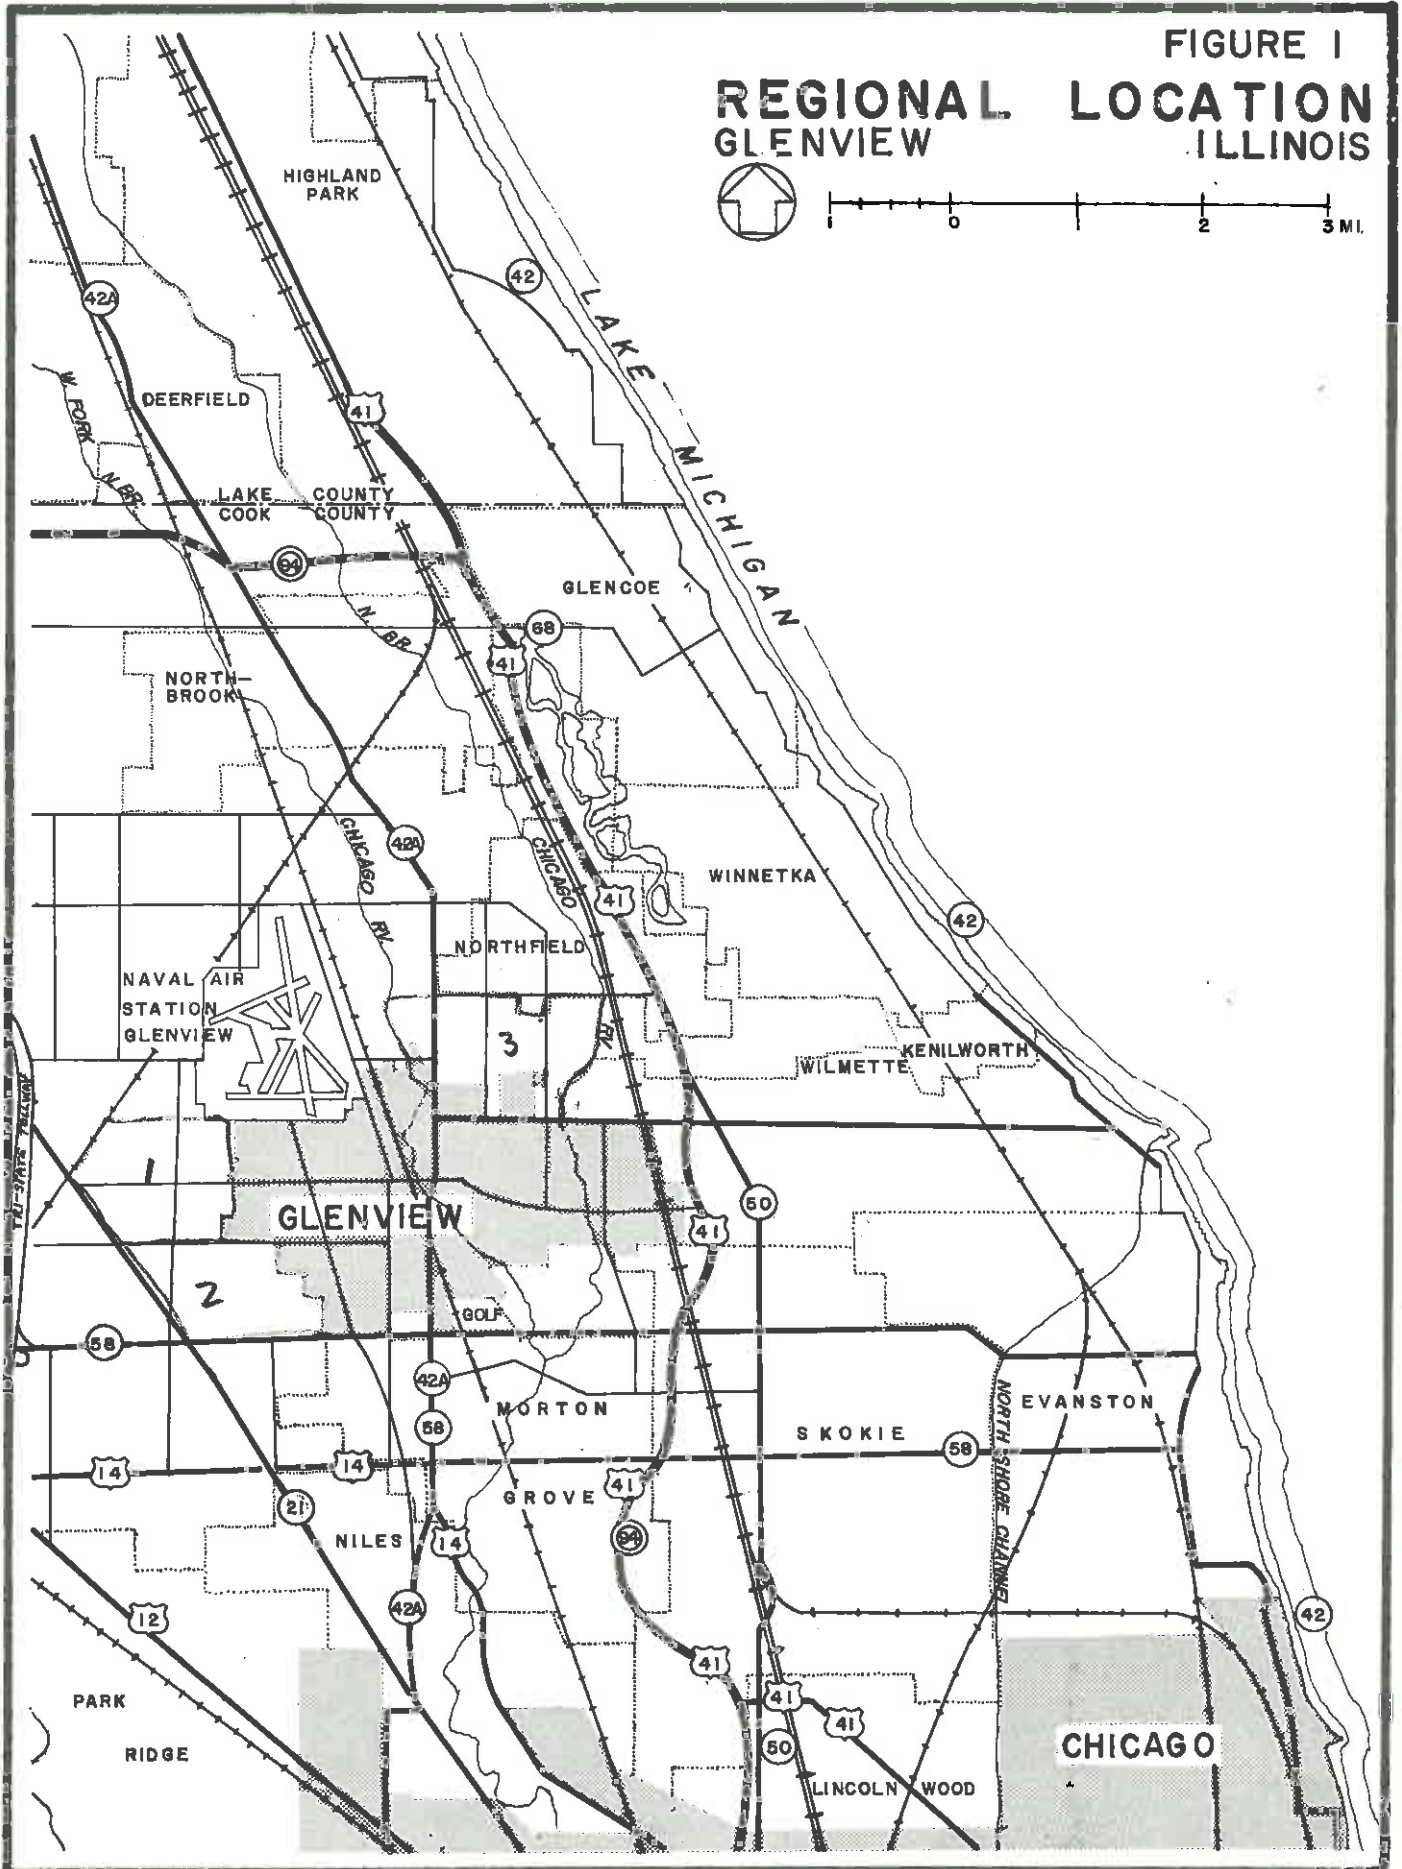 FIGURE 1
REGIONAL LOCATION
GLENVIEW ILLINOIS
1 0 1 2 3 MI.
HIGHLAND
PARK
42
LAKE MICHIGAN
42A
W. FORK
N. BR.
DEERFIELD
41
LAKE COUNTY
COOK COUNTY
94
GLENCOE
N. BR.
68
41
NORTH-
BROOK
CHICAGO
RV.
42A
CHICAGO
RV.
WINNETKA
41
42
NORTHFIELD
NAVAL AIR
STATION
GLENVIEW
3
KENILWORTH
WILMETTE
TRI-STATE TOLLWAY
1
GLENVIEW
50
41
2
GOLF
58
42A
MORTON
EVANSTON
58
SKOKIE
58
NORTH SHORE CHANNEL
14
14
41
GROVE
21
NILES
14
94
42A
12
42
41
PARK
RIDGE
41
41
50
CHICAGO
LINCOLN WOOD